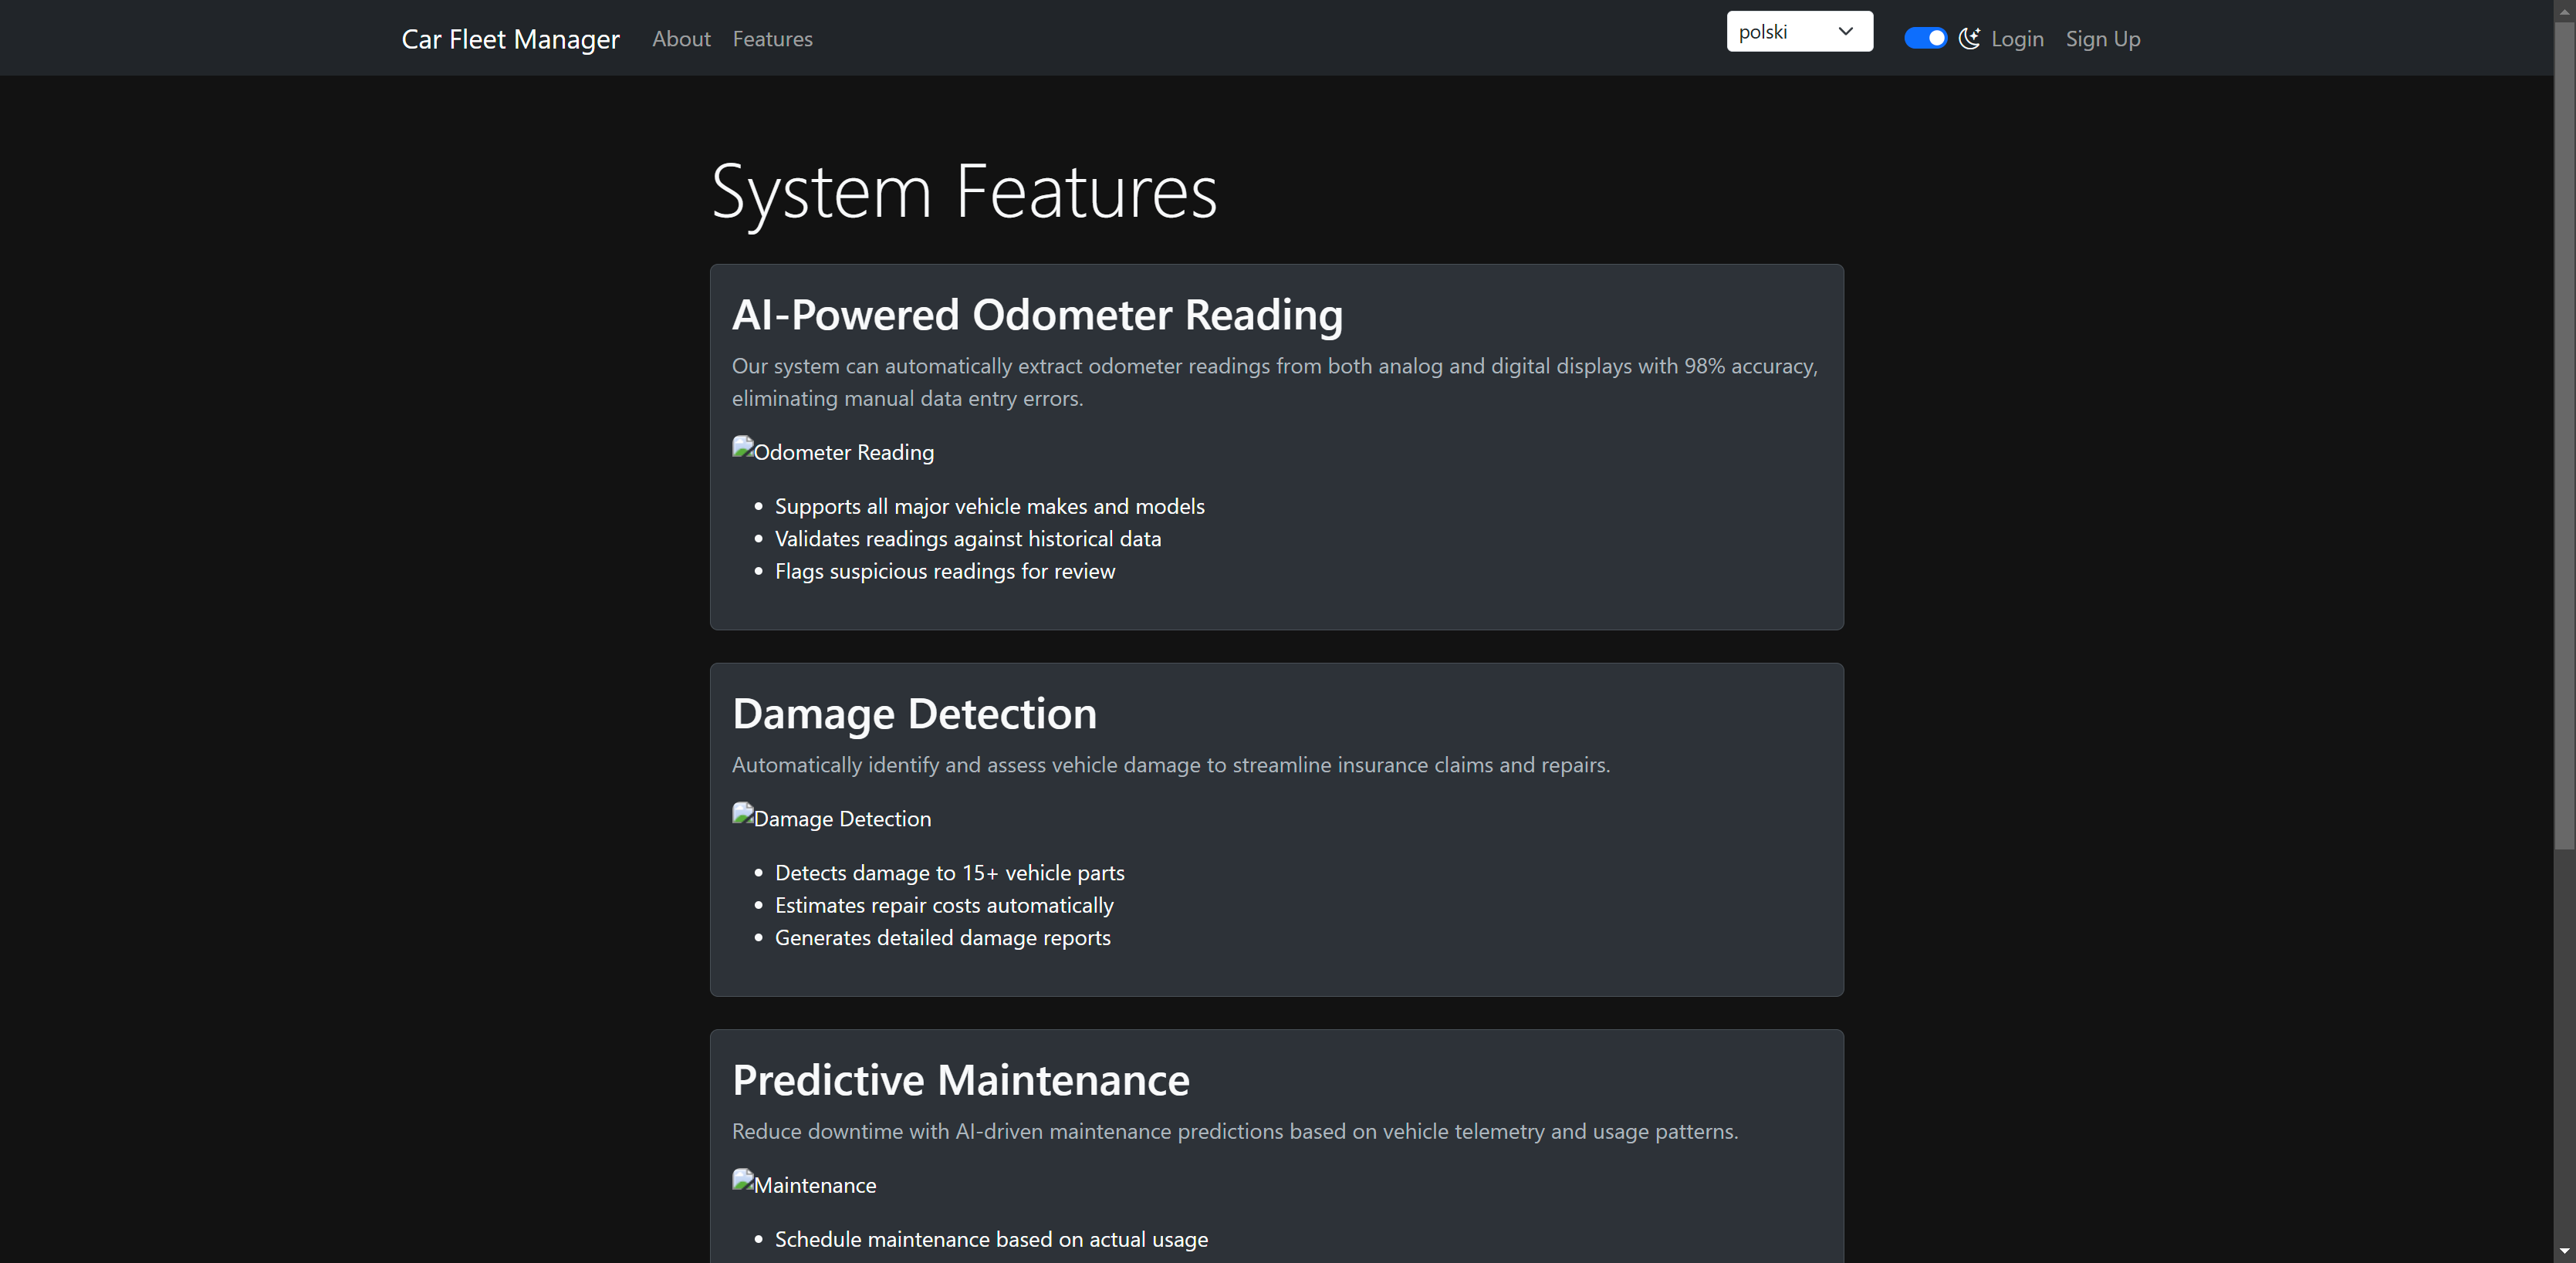 Car Fleet Manager
About
Features
polski
Login
Sign Up
System Features
AI-Powered Odometer Reading
Our system can automatically extract odometer readings from both analog and digital displays with 98% accuracy,
eliminating manual data entry errors.
Odometer Reading
Supports all major vehicle makes and models
Validates readings against historical data
Flags suspicious readings for review
Damage Detection
Automatically identify and assess vehicle damage to streamline insurance claims and repairs.
Damage Detection
Detects damage to 15+ vehicle parts
Estimates repair costs automatically
Generates detailed damage reports
Predictive Maintenance
Reduce downtime with AI-driven maintenance predictions based on vehicle telemetry and usage patterns.
Maintenance
Schedule maintenance based on actual usage